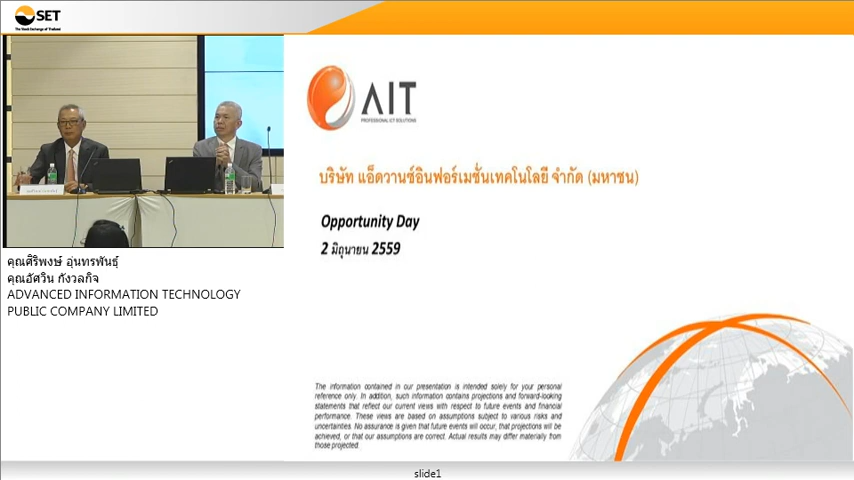 SET
The Stock Exchange of Thailand
AIT
PROFESSIONAL ICT SOLUTIONS
บริษัท แอ็ดวานซ์อินฟอร์เมชั่นเทคโนโลยี จำกัด (มหาชน)
Opportunity Day
2 มิถุนายน 2559
คุณศิริพงษ์ อุ่นทรพันธุ์
คุณอัศวิน กังวลกิจ
ADVANCED INFORMATION TECHNOLOGY
PUBLIC COMPANY LIMITED
The information contained in our presentation is intended solely for your personal
reference only. In addition, such information contains projections and forward-looking
statements that reflect our current views with respect to future events and financial
performance. These views are based on assumptions subject to various risks and
uncertainties. No assurance is given that future events will occur, that projections will be
achieved, or that our assumptions are correct. Actual results may differ materially from
those projected.
slide1